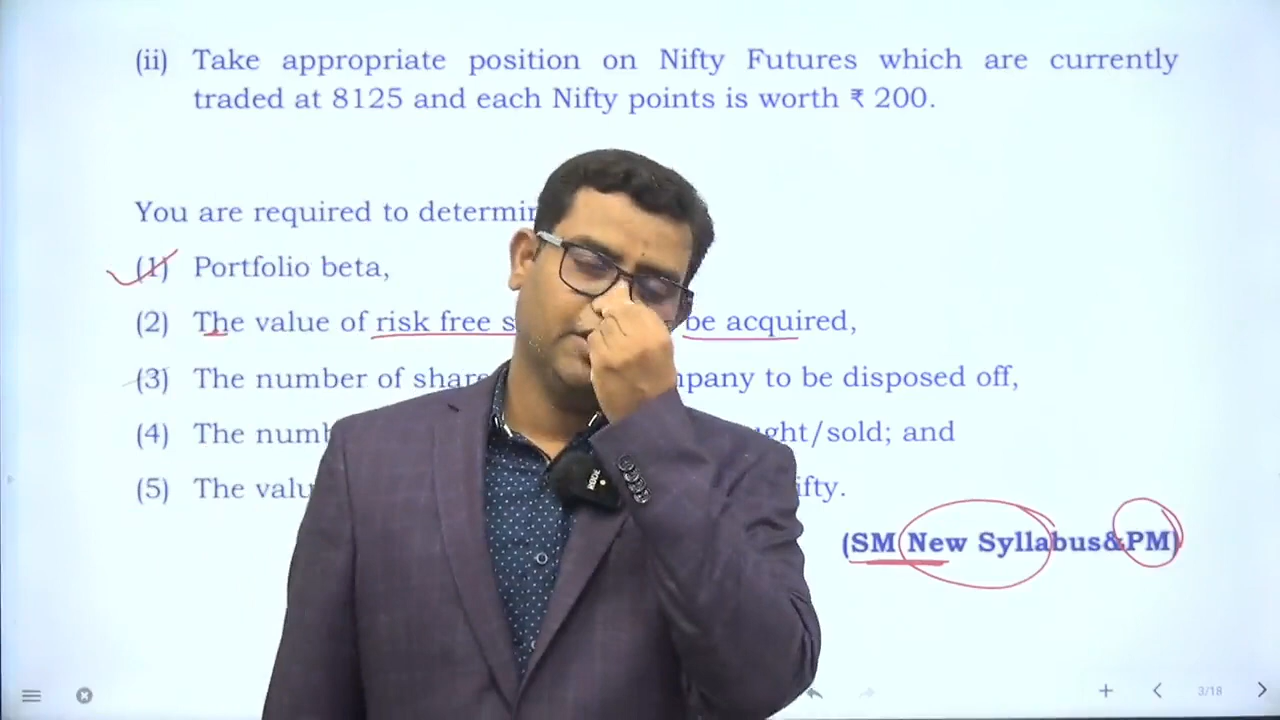 (ii) Take appropriate position on Nifty Futures which are currently
traded at 8125 and each Nifty points is worth ₹ 200.
You are required to determin
(1) Portfolio beta,
(2) The value of risk free s be acquired,
(3) The number of share mpany to be disposed off,
(4) The numb ght/sold; and
(5) The valu ifty.
(SM New Syllabus&PM)
3/18